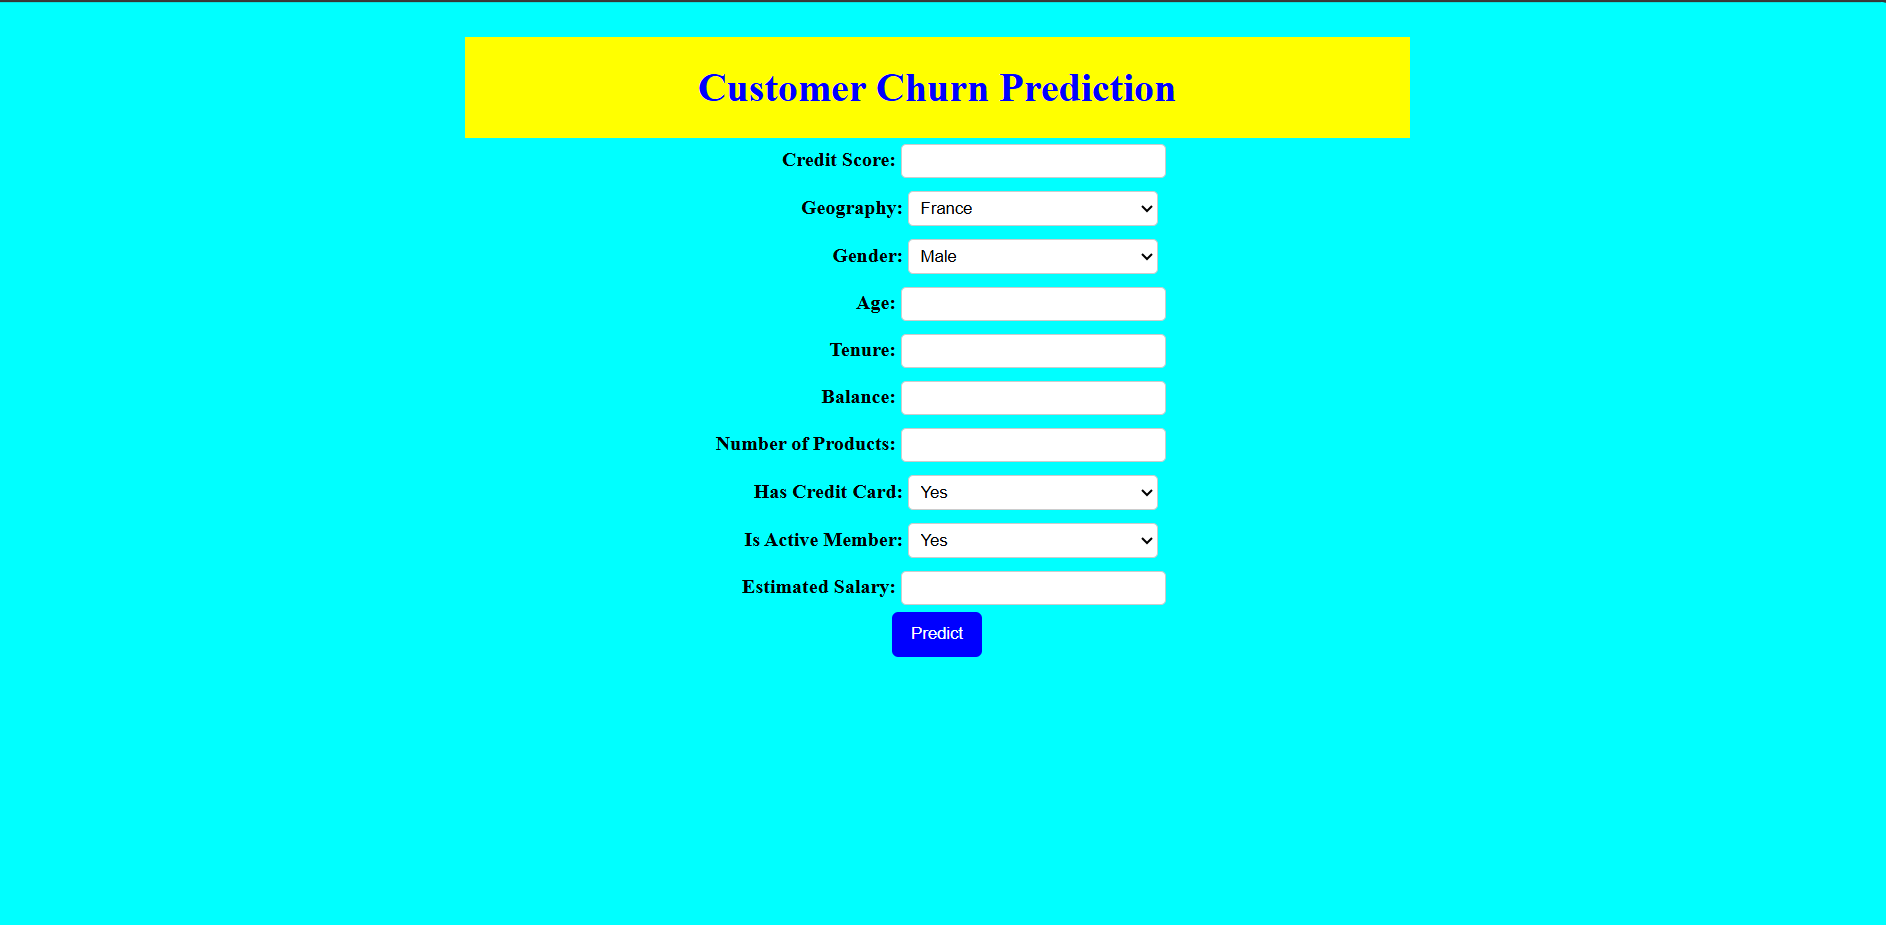 Customer Churn Prediction
Credit Score:
Geography: France
Gender: Male
Age:
Tenure:
Balance:
Number of Products:
Has Credit Card: Yes
Is Active Member: Yes
Estimated Salary:
Predict